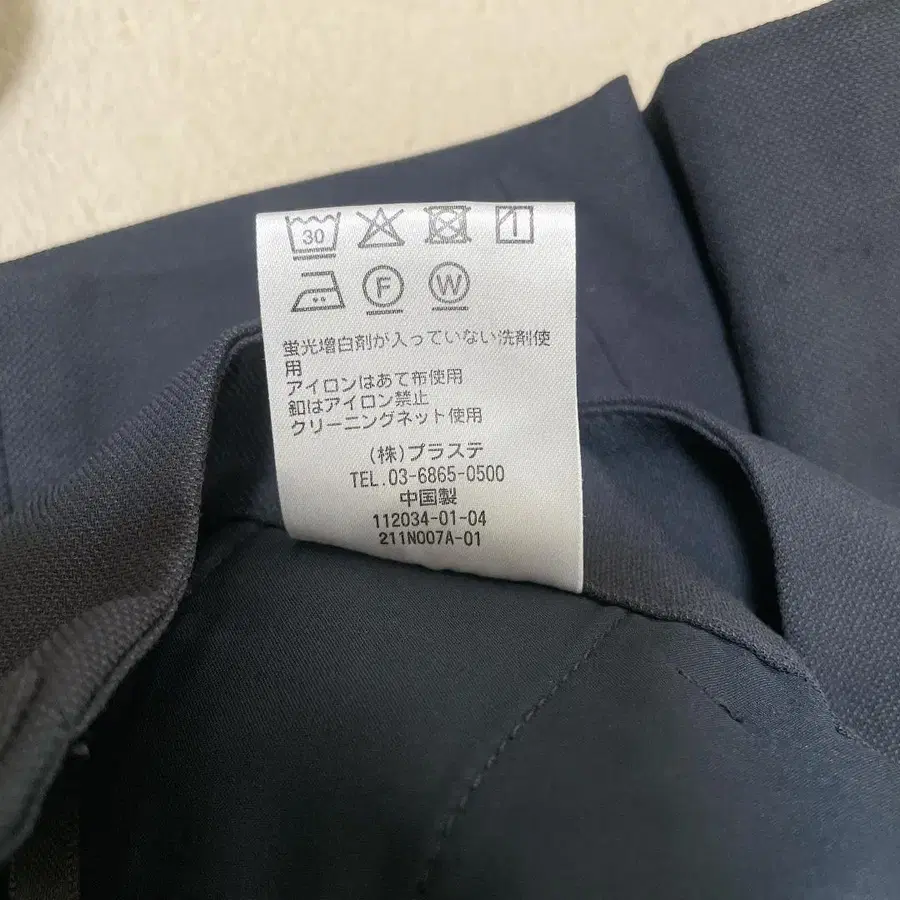 30
F W
蛍光増白剤が入っていない洗剤使
用
アイロンはあて布使用
釦はアイロン禁止
クリーニングネット使用
(株)プラステ
TEL.03-6865-0500
中国製
112034-01-04
211N007A-01